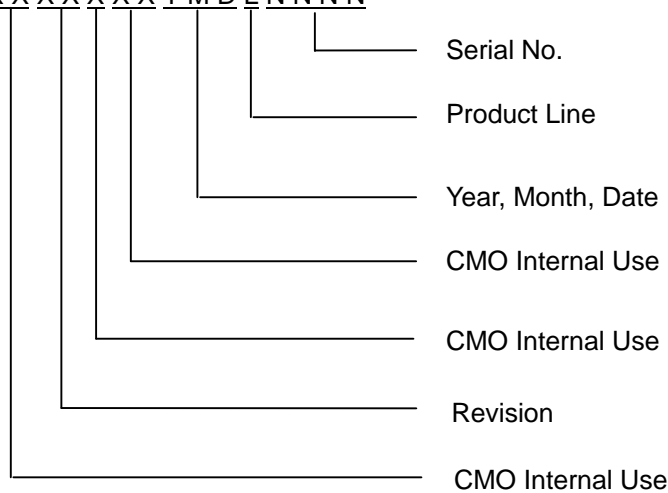 X X X X X X X Y M D L N N N N
Serial No.
Product Line
Year, Month, Date
CMO Internal Use
CMO Internal Use
Revision
CMO Internal Use